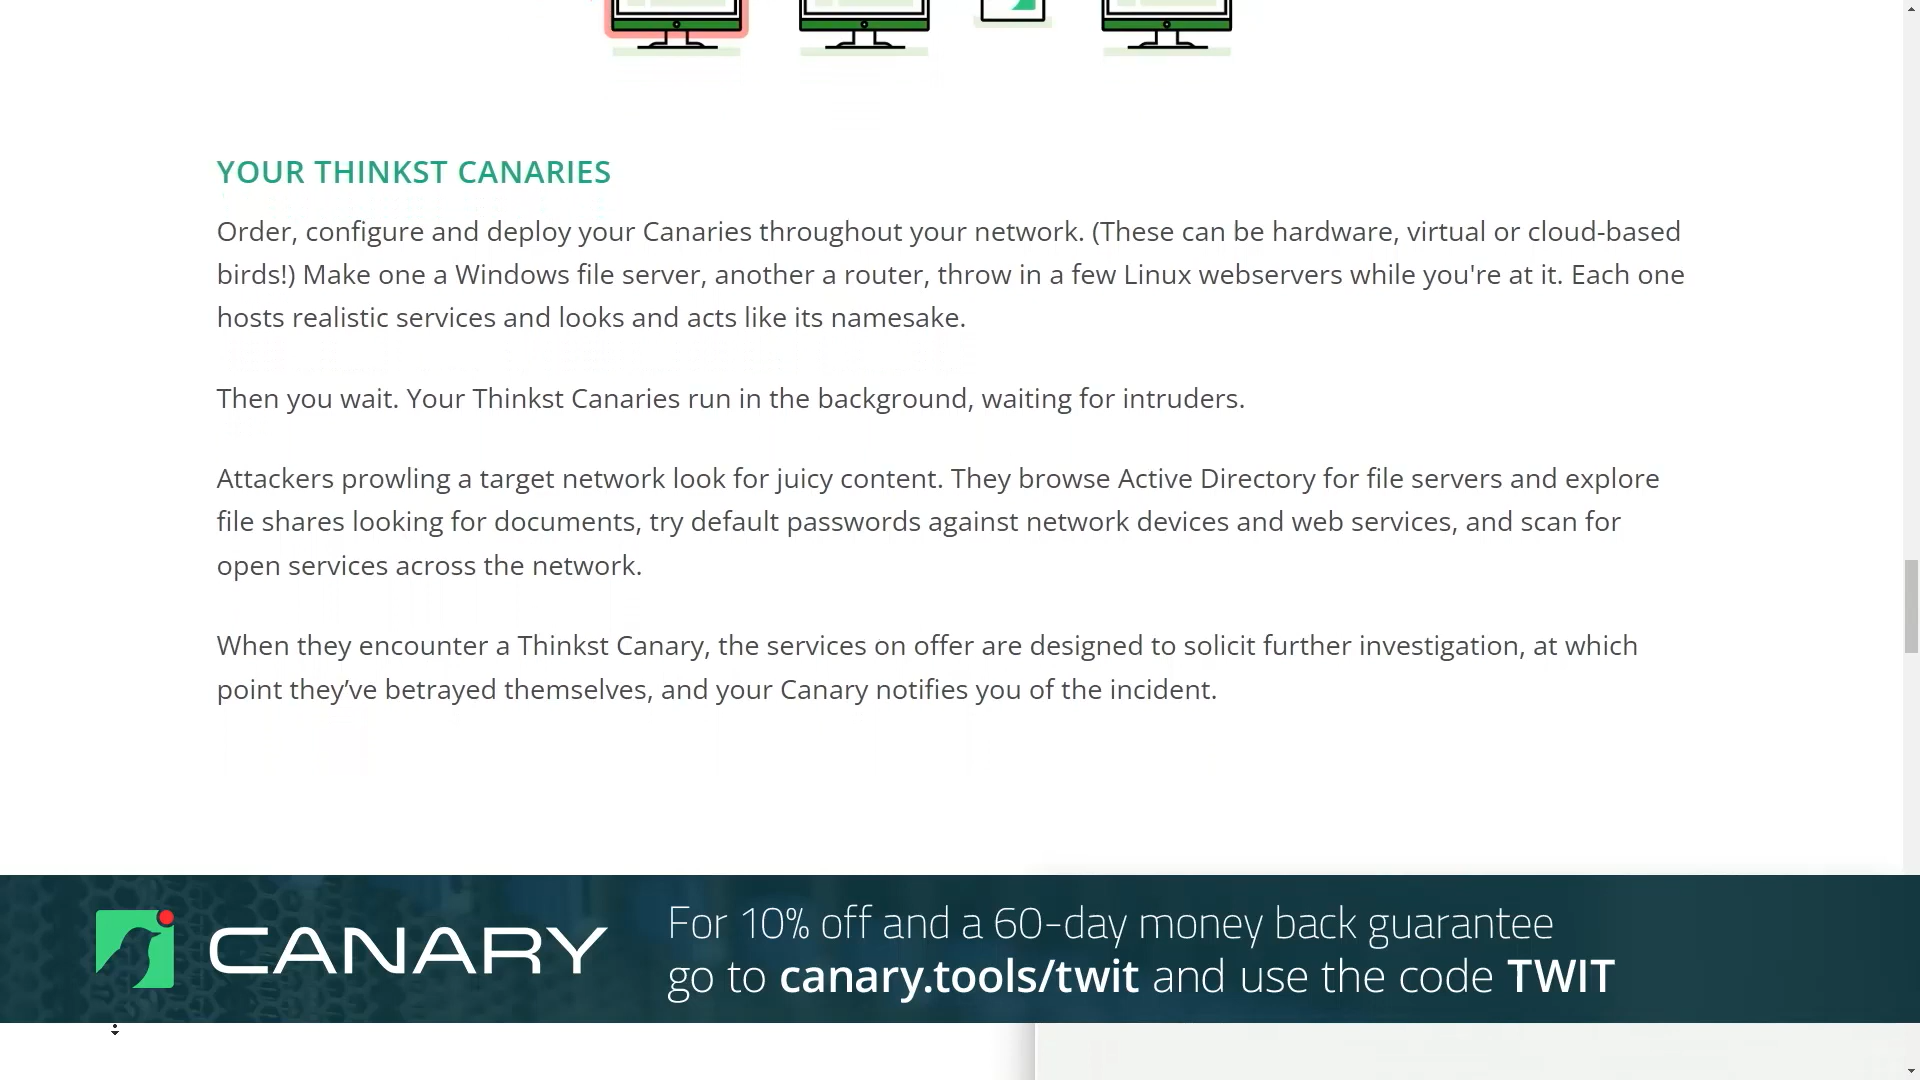 YOUR THINKST CANARIES
Order, configure and deploy your Canaries throughout your network. (These can be hardware, virtual or cloud-based
birds!) Make one a Windows file server, another a router, throw in a few Linux webservers while you're at it. Each one
hosts realistic services and looks and acts like its namesake.
Then you wait. Your Thinkst Canaries run in the background, waiting for intruders.
Attackers prowling a target network look for juicy content. They browse Active Directory for file servers and explore
file shares looking for documents, try default passwords against network devices and web services, and scan for
open services across the network.
When they encounter a Thinkst Canary, the services on offer are designed to solicit further investigation, at which
point they’ve betrayed themselves, and your Canary notifies you of the incident.
CANARY
For 10% off and a 60-day money back guarantee
go to canary.tools/twit and use the code TWIT